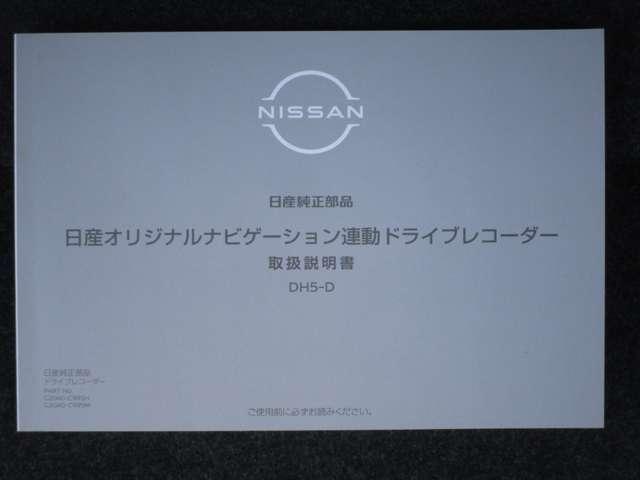 NISSAN
日産純正部品
日産オリジナルナビゲーション連動ドライブレコーダー
取扱説明書
DH5-D
日産純正部品
ドライブレコーダー
PART No.
ご使用前に必ずお読みください。